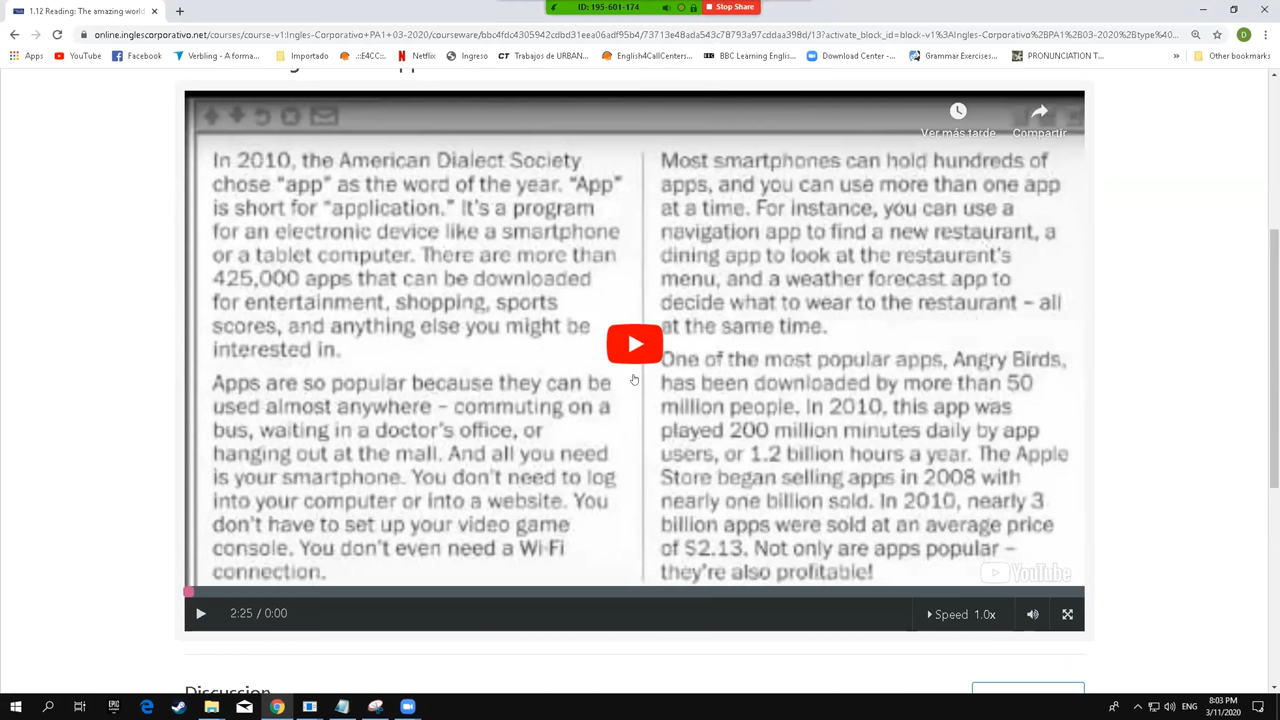 1.12 Reading: The amazing world
ID: 195-601-174
Stop Share
online.inglescorporativo.net/courses/course-v1:Ingles-Corporativo+PA1+03-2020/courseware/bbc4fdc4305942cdbd31eea06adf95b4/73713e48ada543c78793a97cddaa398d/13?activate_block_id=block-v1%3AIngles-Corporativo%2BPA1%2B03-2020%2Btype%40...
D
Apps
YouTube
Facebook
Verbling - A forma...
Importado
.::E4CC::.
Netflix
Ingreso
CT
Trabajos de URBAN...
English4CallCenters...
BBC Learning Englis...
Download Center -...
Grammar Exercises...
PRONUNCIATION T...
»
Other bookmarks
Ver más tarde
Compartir
In 2010, the American Dialect Society
chose “app” as the word of the year. “App”
is short for “application.” It's a program
for an electronic device like a smartphone
or a tablet computer. There are more than
425,000 apps that can be downloaded
for entertainment, shopping, sports
scores, and anything else you might be
interested in.
Apps are so popular because they can be
used almost anywhere – commuting on a
bus, waiting in a doctor's office, or
hanging out at the mall. And all you need
is your smartphone. You don't need to log
into your computer or into a website. You
don't have to set up your video game
console. You don't even need a Wi-Fi
connection.
Most smartphones can hold hundreds of
apps, and you can use more than one app
at a time. For instance, you can use a
navigation app to find a new restaurant, a
dining app to look at the restaurant's
menu, and a weather forecast app to
decide what to wear to the restaurant – all
at the same time.
One of the most popular apps, Angry Birds,
has been downloaded by more than 50
million people. In 2010, this app was
played 200 million minutes daily by app
users, or 1.2 billion hours a year. The Apple
Store began selling apps in 2008 with
nearly one billion sold. In 2010, nearly 3
billion apps were sold at an average price
of $2.13. Not only are apps popular –
they're also profitable!
YouTube
2:25 / 0:00
Speed 1.0x
Discussion
8:03 PM
3/11/2020